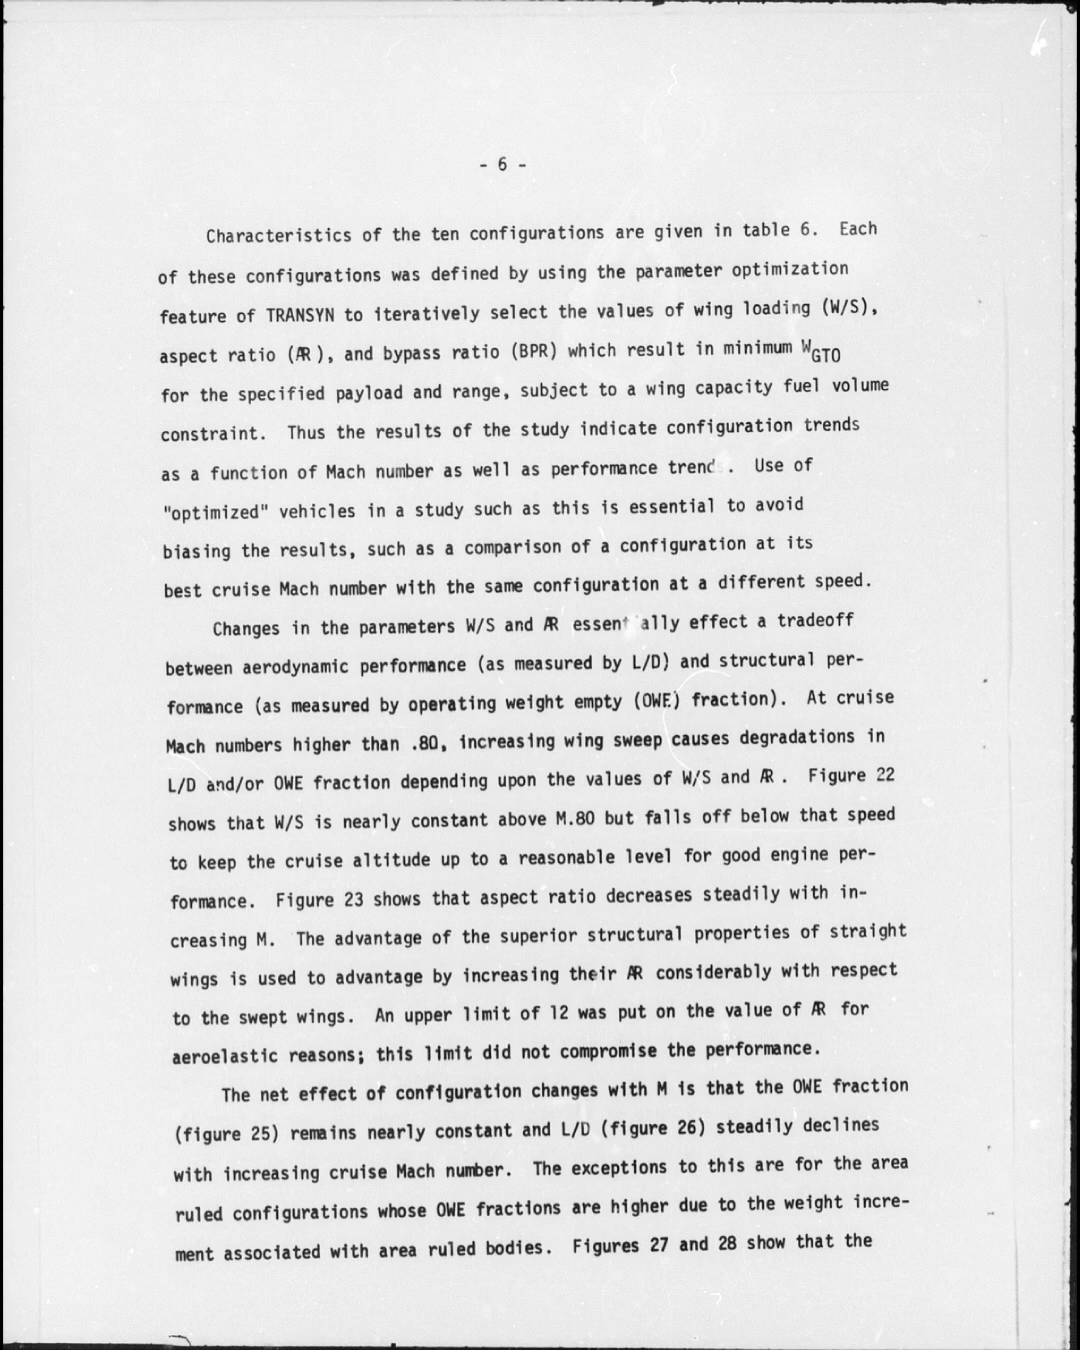 - 6 -
Characteristics of the ten configurations are given in table 6. Each
of these configurations was defined by using the parameter optimization
feature of TRANSYN to iteratively select the values of wing loading (W/S),
aspect ratio (AR), and bypass ratio (BPR) which result in minimum WGTO
for the specified payload and range, subject to a wing capacity fuel volume
constraint. Thus the results of the study indicate configuration trends
as a function of Mach number as well as performance trends. Use of
"optimized" vehicles in a study such as this is essential to avoid
biasing the results, such as a comparison of a configuration at its
best cruise Mach number with the same configuration at a different speed.
Changes in the parameters W/S and AR essentially effect a tradeoff
between aerodynamic performance (as measured by L/D) and structural per-
formance (as measured by operating weight empty (OWE) fraction). At cruise
Mach numbers higher than .80, increasing wing sweep causes degradations in
L/D and/or OWE fraction depending upon the values of W/S and AR. Figure 22
shows that W/S is nearly constant above M.80 but falls off below that speed
to keep the cruise altitude up to a reasonable level for good engine per-
formance. Figure 23 shows that aspect ratio decreases steadily with in-
creasing M. The advantage of the superior structural properties of straight
wings is used to advantage by increasing their AR considerably with respect
to the swept wings. An upper limit of 12 was put on the value of AR for
aeroelastic reasons; this limit did not compromise the performance.
The net effect of configuration changes with M is that the OWE fraction
(figure 25) remains nearly constant and L/D (figure 26) steadily declines
with increasing cruise Mach number. The exceptions to this are for the area
ruled configurations whose OWE fractions are higher due to the weight incre-
ment associated with area ruled bodies. Figures 27 and 28 show that the